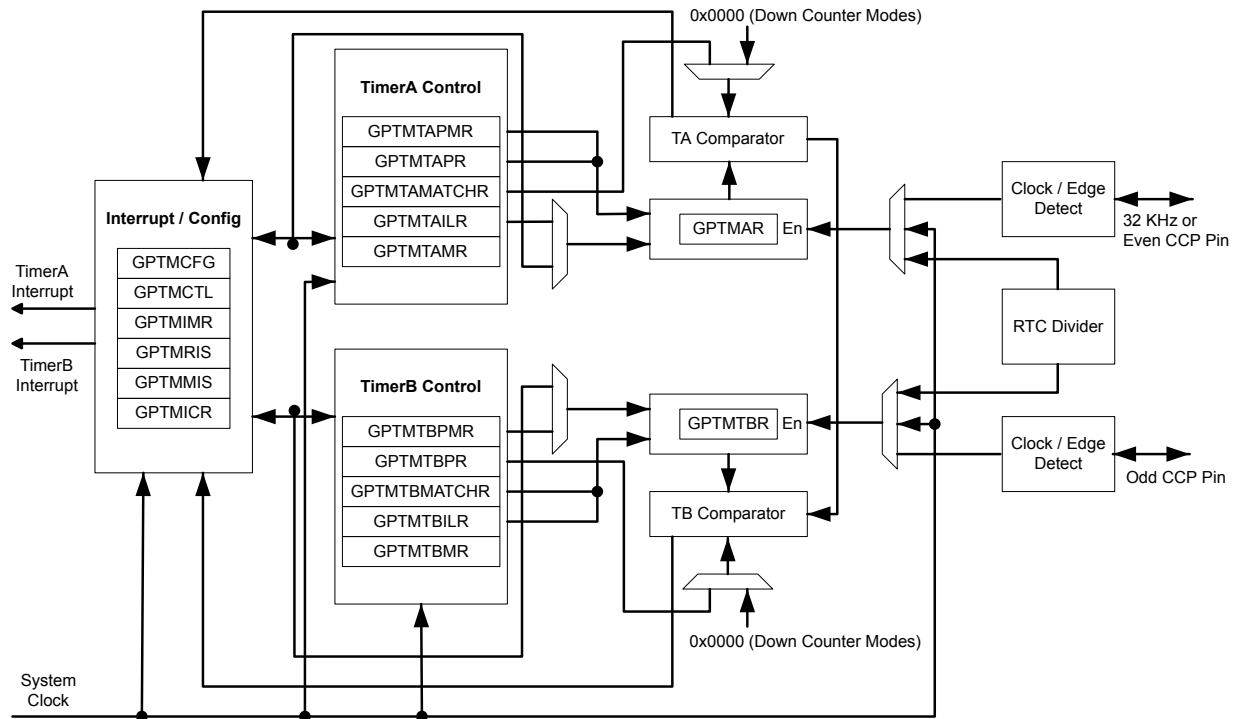 0x0000 (Down Counter Modes)
TimerA Control
GPTMTAPMR
GPTMTAPR
GPTMTAMATCHR
GPTMTAILR
GPTMTAMR
TA Comparator
GPTMAR
En
Clock / Edge
Detect
32 KHz or
Even CCP Pin
Interrupt / Config
GPTMCFG
GPTMCTL
GPTMIMR
GPTMRIS
GPTMMIS
GPTMICR
TimerA
Interrupt
TimerB
Interrupt
RTC Divider
TimerB Control
GPTMTBPMR
GPTMTBPR
GPTMTBMATCHR
GPTMTBILR
GPTMTBMR
GPTMTBR
En
TB Comparator
Clock / Edge
Detect
Odd CCP Pin
0x0000 (Down Counter Modes)
System
Clock